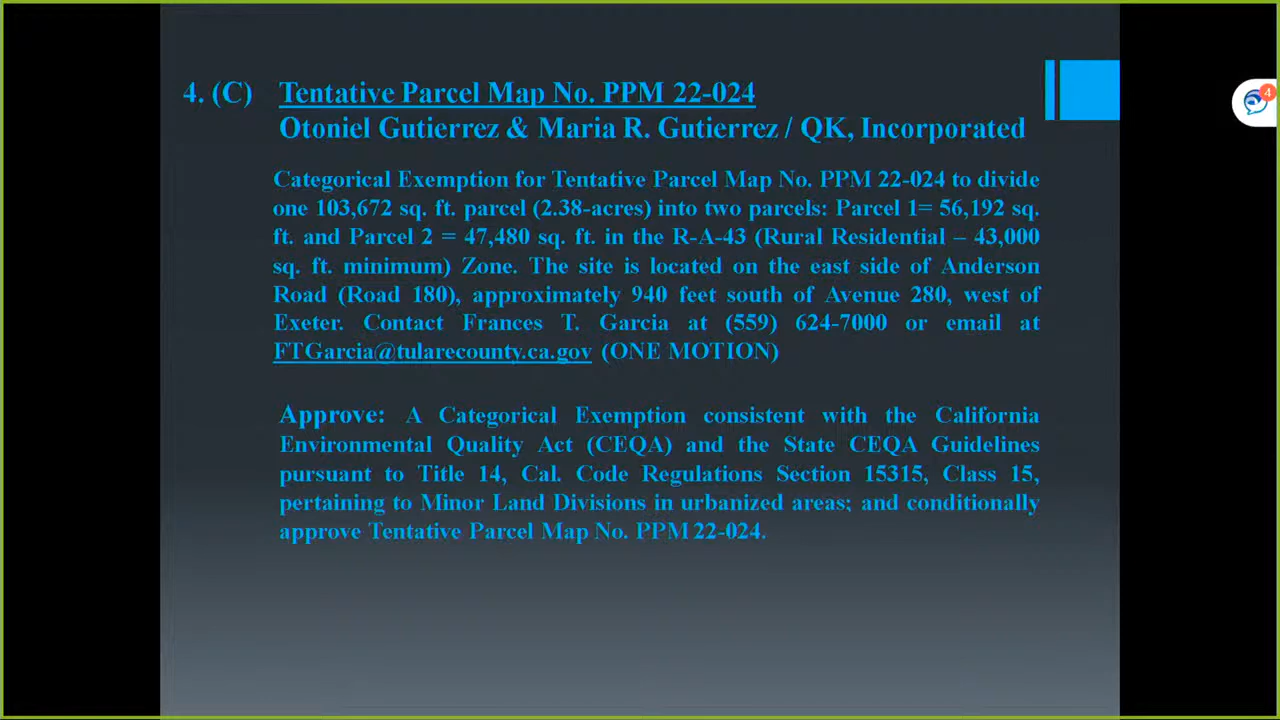 4. (C) Tentative Parcel Map No. PPM 22-024
Otoniel Gutierrez & Maria R. Gutierrez / QK, Incorporated
Categorical Exemption for Tentative Parcel Map No. PPM 22-024 to divide
one 103,672 sq. ft. parcel (2.38-acres) into two parcels: Parcel 1= 56,192 sq.
ft. and Parcel 2 = 47,480 sq. ft. in the R-A-43 (Rural Residential – 43,000
sq. ft. minimum) Zone. The site is located on the east side of Anderson
Road (Road 180), approximately 940 feet south of Avenue 280, west of
Exeter. Contact Frances T. Garcia at (559) 624-7000 or email at
FTGarcia@tularecounty.ca.gov (ONE MOTION)
Approve: A Categorical Exemption consistent with the California
Environmental Quality Act (CEQA) and the State CEQA Guidelines
pursuant to Title 14, Cal. Code Regulations Section 15315, Class 15,
pertaining to Minor Land Divisions in urbanized areas; and conditionally
approve Tentative Parcel Map No. PPM 22-024.
4